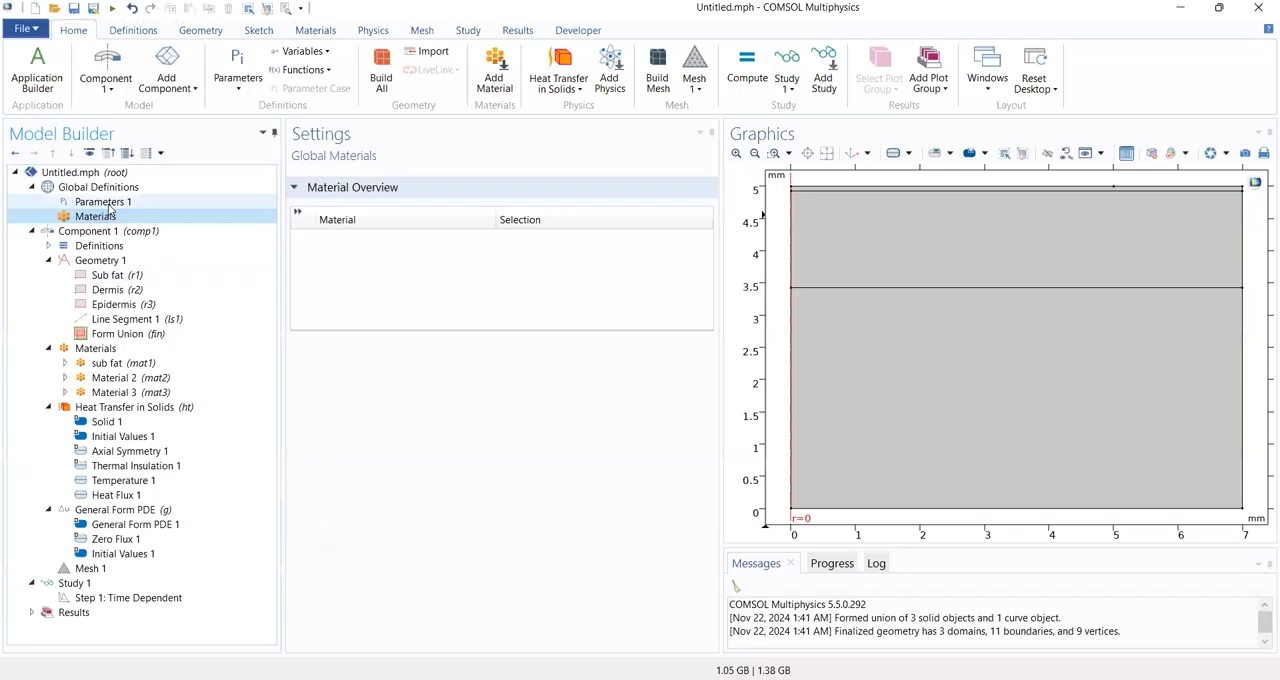 Untitled.mph - COMSOL Multiphysics
File Home Definitions Geometry Sketch Materials Physics Mesh Study Results Developer
Application Builder
Application
Component 1
Add Component
Model
Parameters
a= Variables
f(x) Functions
Parameter Case
Definitions
Build All
Import
LiveLink
Geometry
Add Material
Materials
Heat Transfer in Solids
Add Physics
Physics
Build Mesh
Mesh 1
Mesh
Compute
Study 1
Add Study
Study
Select Plot Group
Add Plot Group
Results
Windows
Reset Desktop
Layout
Model Builder
Untitled.mph (root)
Global Definitions
Pi Parameters 1
Materials
Component 1 (comp1)
Definitions
Geometry 1
Sub fat (r1)
Dermis (r2)
Epidermis (r3)
Line Segment 1 (ls1)
Form Union (fin)
Materials
sub fat (mat1)
Material 2 (mat2)
Material 3 (mat3)
Heat Transfer in Solids (ht)
Solid 1
Initial Values 1
Axial Symmetry 1
Thermal Insulation 1
Temperature 1
Heat Flux 1
Δu General Form PDE (g)
General Form PDE 1
Zero Flux 1
Initial Values 1
Mesh 1
Study 1
Step 1: Time Dependent
Results
Settings
Global Materials
Material Overview
Material Selection
Graphics
mm
5
4.5
4
3.5
3
2.5
2
1.5
1
0.5
0
r=0
mm
0 1 2 3 4 5 6 7
Messages Progress Log
COMSOL Multiphysics 5.5.0.292
[Nov 22, 2024 1:41 AM] Formed union of 3 solid objects and 1 curve object.
[Nov 22, 2024 1:41 AM] Finalized geometry has 3 domains, 11 boundaries, and 9 vertices.
1.05 GB | 1.38 GB